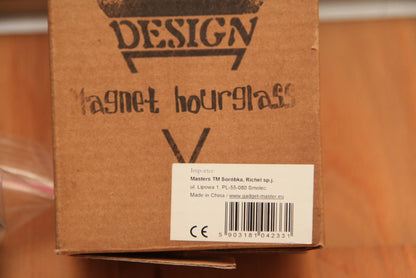 DESIGN
Magnet hourglass
Importer
Masters TM Borobka, Richel sp.j.
ul. Lipowa 1, PL-55-080 Smolec
Made in China / www.gadget-master.eu
CE
5 903181 042331